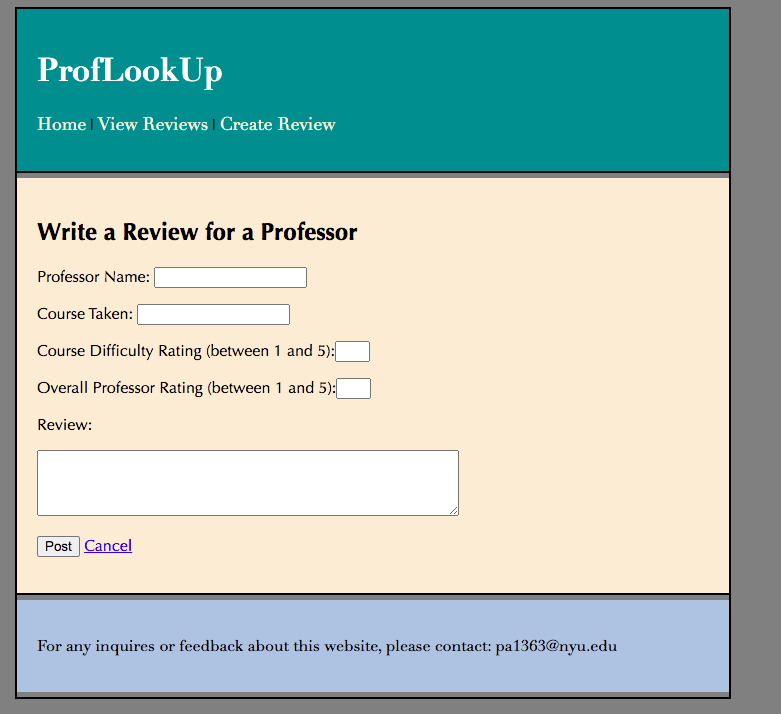 ProfLookUp
Home | View Reviews | Create Review
Write a Review for a Professor
Professor Name:
Course Taken:
Course Difficulty Rating (between 1 and 5):
Overall Professor Rating (between 1 and 5):
Review:
Post Cancel
For any inquires or feedback about this website, please contact: pa1363@nyu.edu